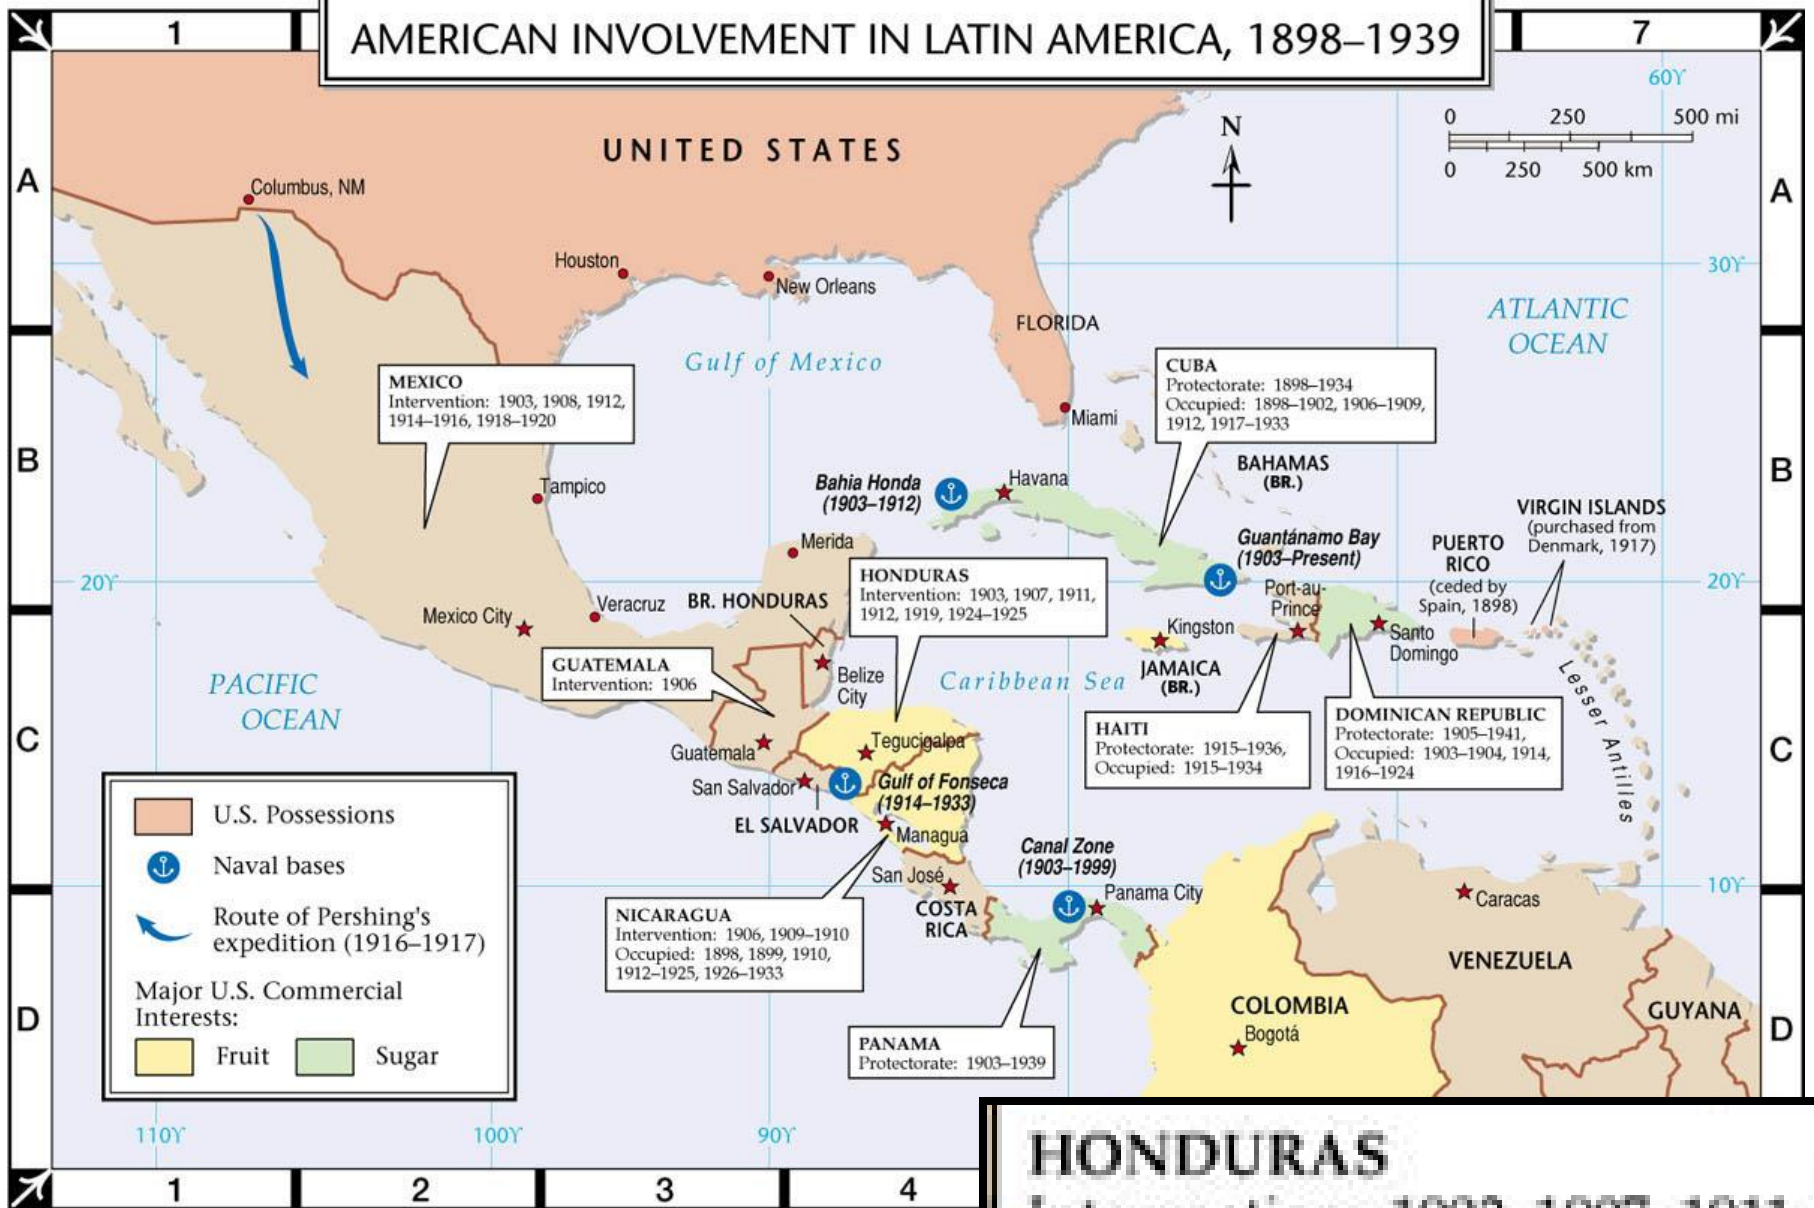 AMERICAN INVOLVEMENT IN LATIN AMERICA, 1898–1939
1
7
60ϒ
0 250 500 mi
0 250 500 km
N
A
A
UNITED STATES
Columbus, NM
Houston
New Orleans
30ϒ
FLORIDA
ATLANTIC
OCEAN
Gulf of Mexico
MEXICO
Intervention: 1903, 1908, 1912,
1914–1916, 1918–1920
CUBA
Protectorate: 1898–1934
Occupied: 1898–1902, 1906–1909,
1912, 1917–1933
Miami
B
B
Tampico
Bahia Honda
(1903–1912)
Havana
BAHAMAS
(BR.)
VIRGIN ISLANDS
(purchased from
Denmark, 1917)
Merida
Guantánamo Bay
(1903–Present)
PUERTO
RICO
(ceded by
Spain, 1898)
20ϒ
20ϒ
HONDURAS
Intervention: 1903, 1907, 1911,
1912, 1919, 1924–1925
Port-au-
Prince
Mexico City
Veracruz
BR. HONDURAS
Kingston
JAMAICA
(BR.)
Santo
Domingo
GUATEMALA
Intervention: 1906
Belize
City
Caribbean Sea
PACIFIC
OCEAN
Lesser Antilles
HAITI
Protectorate: 1915–1936,
Occupied: 1915–1934
DOMINICAN REPUBLIC
Protectorate: 1905–1941,
Occupied: 1903–1904, 1914,
1916–1924
C
C
Guatemala
Tegucigalpa
San Salvador
Gulf of Fonseca
(1914–1933)
EL SALVADOR
Managua
Canal Zone
(1903–1999)
San José
Panama City
10ϒ
Caracas
COSTA
RICA
NICARAGUA
Intervention: 1906, 1909–1910
Occupied: 1898, 1899, 1910,
1912–1925, 1926–1933
VENEZUELA
COLOMBIA
GUYANA
Bogotá
PANAMA
Protectorate: 1903–1939
D
D
U.S. Possessions
Naval bases
Route of Pershing's
expedition (1916–1917)
Major U.S. Commercial
Interests:
Fruit Sugar
110ϒ
100ϒ
90ϒ
1
2
3
4
HONDURAS